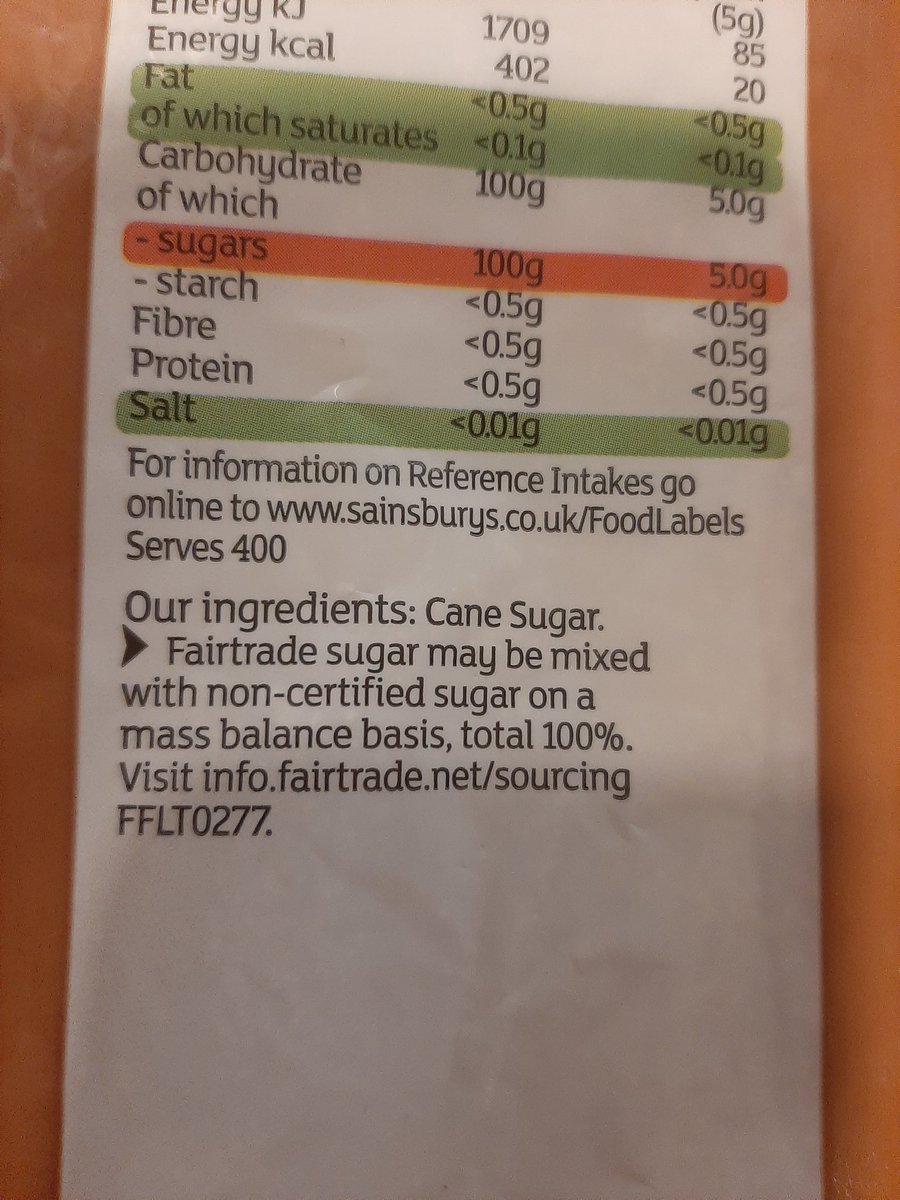 Energy kJ 1709 (5g) 85
Energy kcal 402 20
Fat <0.5g <0.5g
of which saturates <0.1g <0.1g
Carbohydrate 100g 5.0g
of which
- sugars 100g 5.0g
- starch <0.5g <0.5g
Fibre <0.5g <0.5g
Protein <0.5g <0.5g
Salt <0.01g <0.01g
For information on Reference Intakes go
online to www.sainsburys.co.uk/FoodLabels
Serves 400
Our ingredients: Cane Sugar.
Fairtrade sugar may be mixed
with non-certified sugar on a
mass balance basis, total 100%.
Visit info.fairtrade.net/sourcing
FFLT0277.